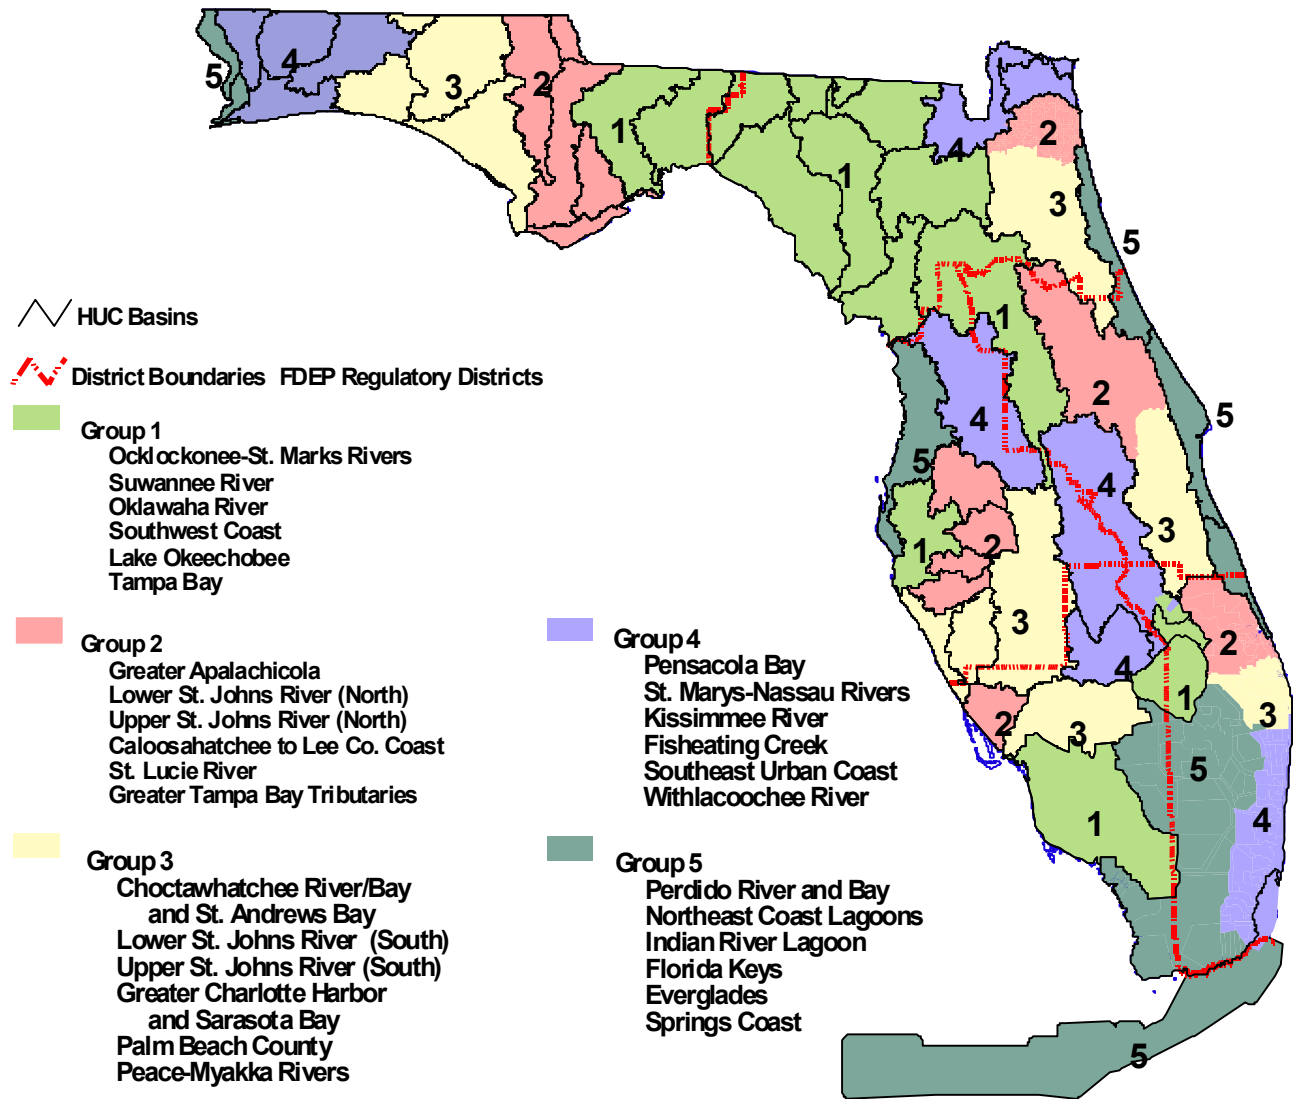 5
4
3
2
1
1
4
2
3
5
HUC Basins
District Boundaries FDEP Regulatory Districts
1
2
5
4
5
4
3
1
2
3
2
4
1
3
2
3
5
1
4
5
Group 1
Ocklockonee-St. Marks Rivers
Suwannee River
Oklawaha River
Southwest Coast
Lake Okeechobee
Tampa Bay
Group 2
Greater Apalachicola
Lower St. Johns River (North)
Upper St. Johns River (North)
Caloosahatchee to Lee Co. Coast
St. Lucie River
Greater Tampa Bay Tributaries
Group 3
Choctawhatchee River/Bay
and St. Andrews Bay
Lower St. Johns River (South)
Upper St. Johns River (South)
Greater Charlotte Harbor
and Sarasota Bay
Palm Beach County
Peace-Myakka Rivers
Group 4
Pensacola Bay
St. Marys-Nassau Rivers
Kissimmee River
Fisheating Creek
Southeast Urban Coast
Withlacoochee River
Group 5
Perdido River and Bay
Northeast Coast Lagoons
Indian River Lagoon
Florida Keys
Everglades
Springs Coast